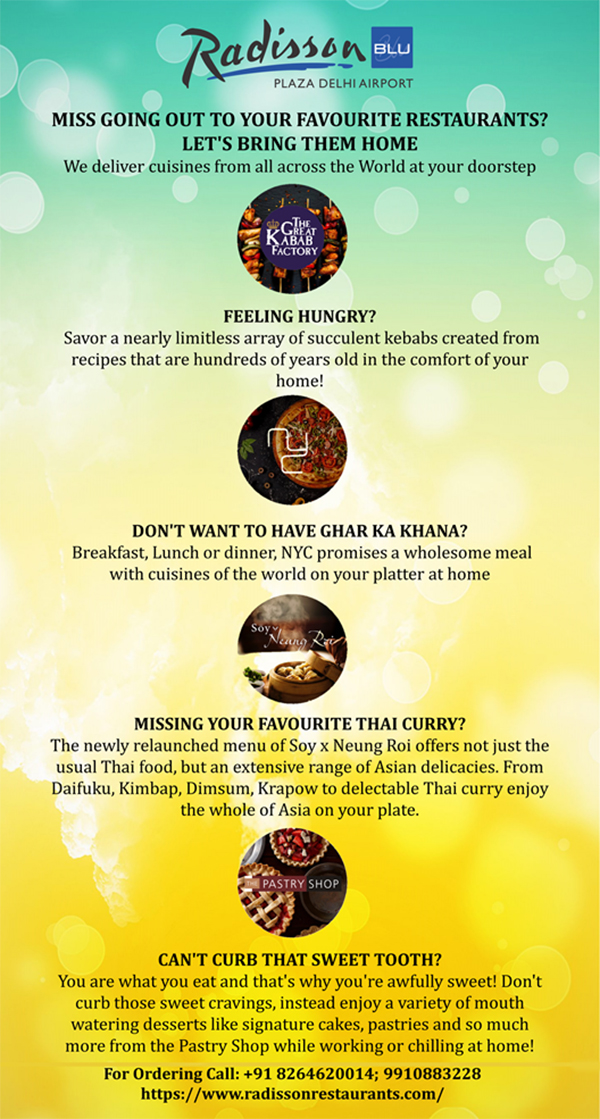 Radisson BLU
PLAZA DELHI AIRPORT
MISS GOING OUT TO YOUR FAVOURITE RESTAURANTS?
LET'S BRING THEM HOME
We deliver cuisines from all across the World at your doorstep
THE
GREAT
KABAB
FACTORY
FEELING HUNGRY?
Savor a nearly limitless array of succulent kebabs created from
recipes that are hundreds of years old in the comfort of your
home!
DON'T WANT TO HAVE GHAR KA KHANA?
Breakfast, Lunch or dinner, NYC promises a wholesome meal
with cuisines of the world on your platter at home
Soy x
Neung Roi
MISSING YOUR FAVOURITE THAI CURRY?
The newly relaunched menu of Soy x Neung Roi offers not just the
usual Thai food, but an extensive range of Asian delicacies. From
Daifuku, Kimbap, Dimsum, Krapow to delectable Thai curry enjoy
the whole of Asia on your plate.
THE PASTRY SHOP
CAN'T CURB THAT SWEET TOOTH?
You are what you eat and that's why you're awfully sweet! Don't
curb those sweet cravings, instead enjoy a variety of mouth
watering desserts like signature cakes, pastries and so much
more from the Pastry Shop while working or chilling at home!
For Ordering Call: +91 8264620014; 9910883228
https://www.radissonrestaurants.com/